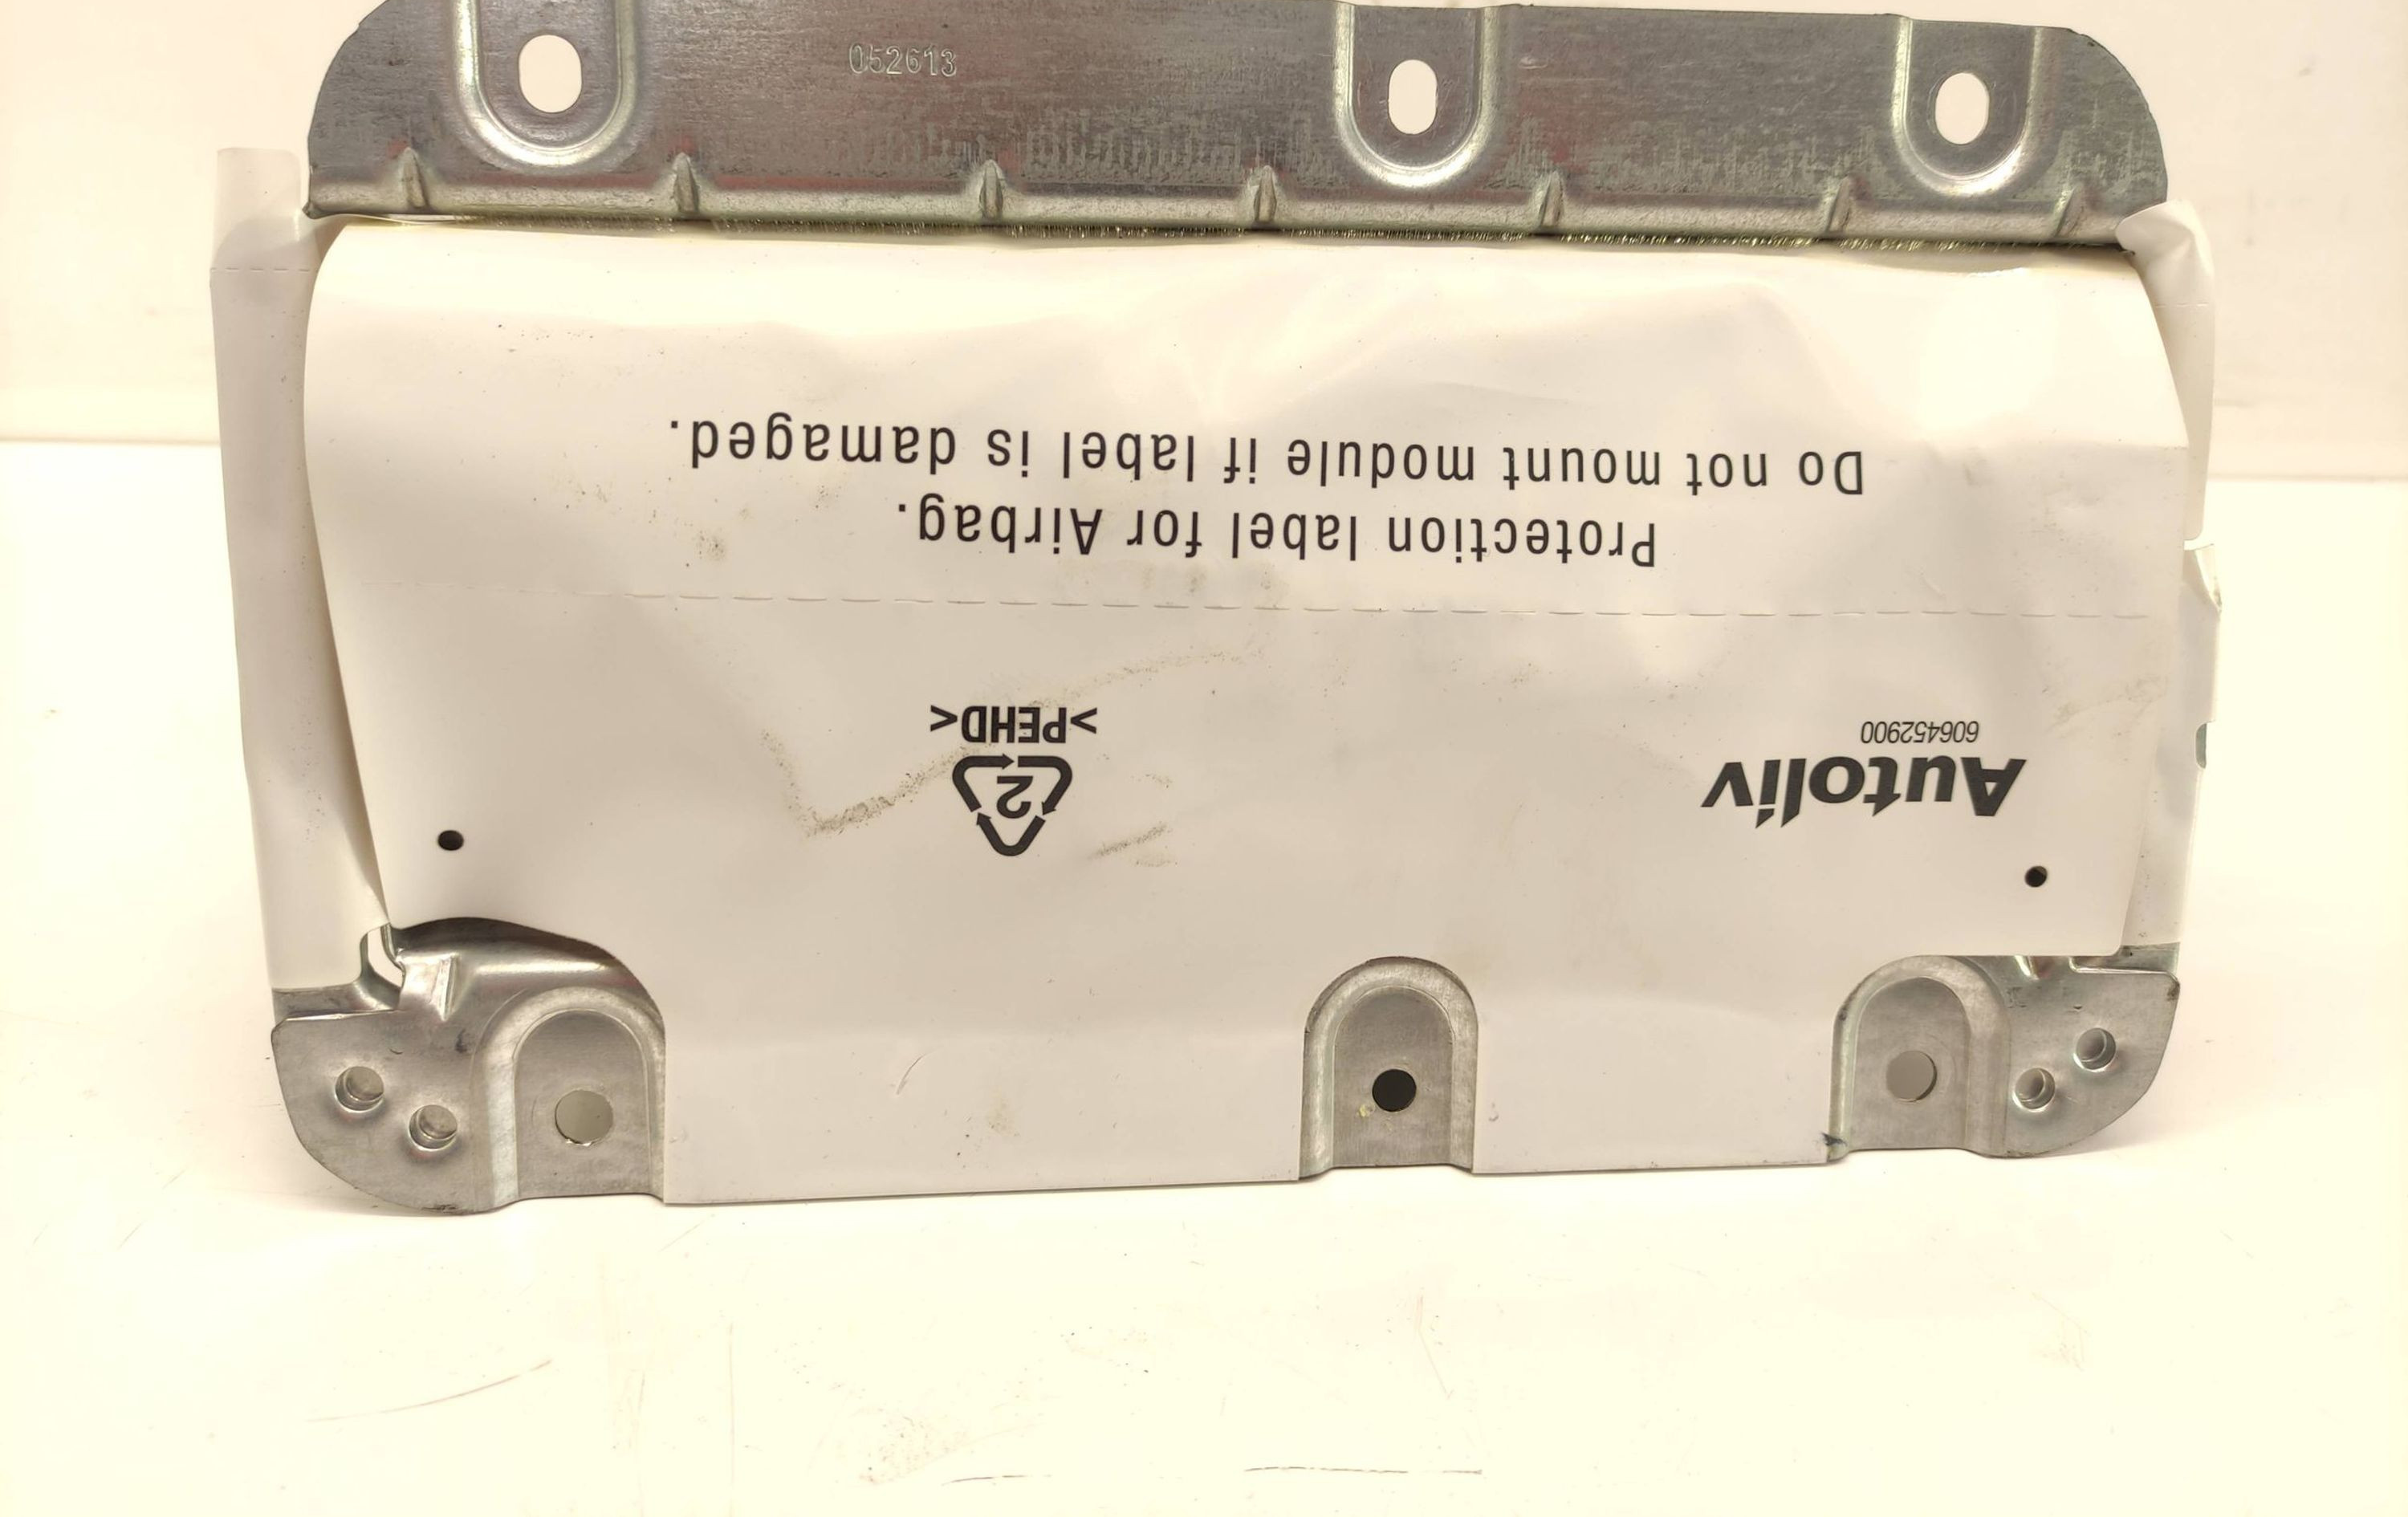 052613
Autoliv
606452900
2
>PEHD<
Protection label for Airbag.
Do not mount module if label is damaged.